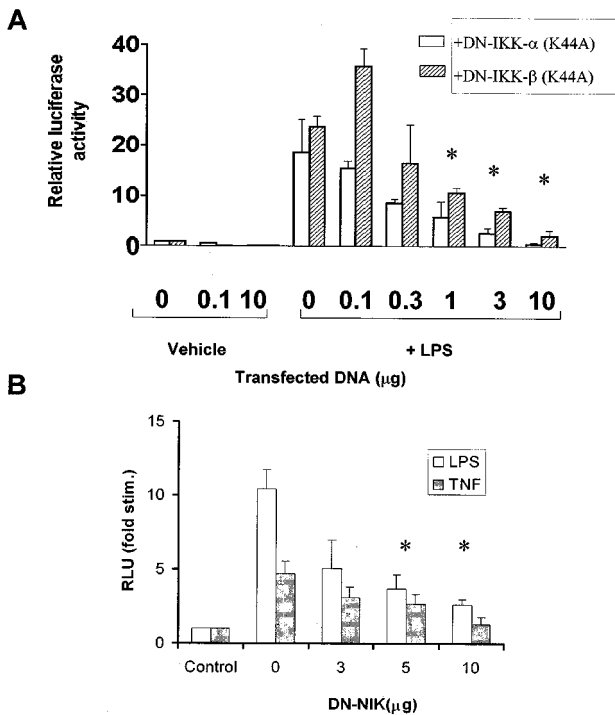 A
Relative luciferase
activity
40
30
20
10
0
+DN-IKK-α (K44A)
+DN-IKK-β (K44A)
* * *
0 0.1 10 0 0.1 0.3 1 3 10
Vehicle + LPS
Transfected DNA (μg)
B
RLU (fold stim.)
15
10
5
0
LPS
TNF
* *
Control 0 3 5 10
DN-NIK(μg)